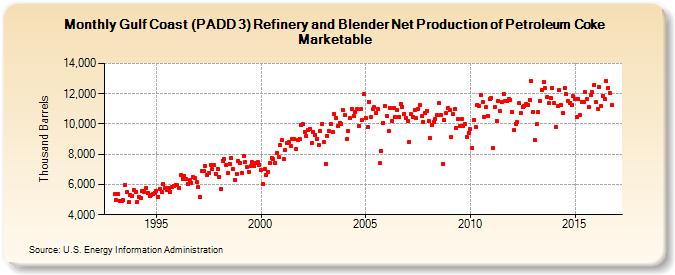 Monthly Gulf Coast (PADD 3) Refinery and Blender Net Production of Petroleum Coke
Marketable
Thousand Barrels
14,000
12,000
10,000
8,000
6,000
4,000
1995
2000
2005
2010
2015
Source: U.S. Energy Information Administration